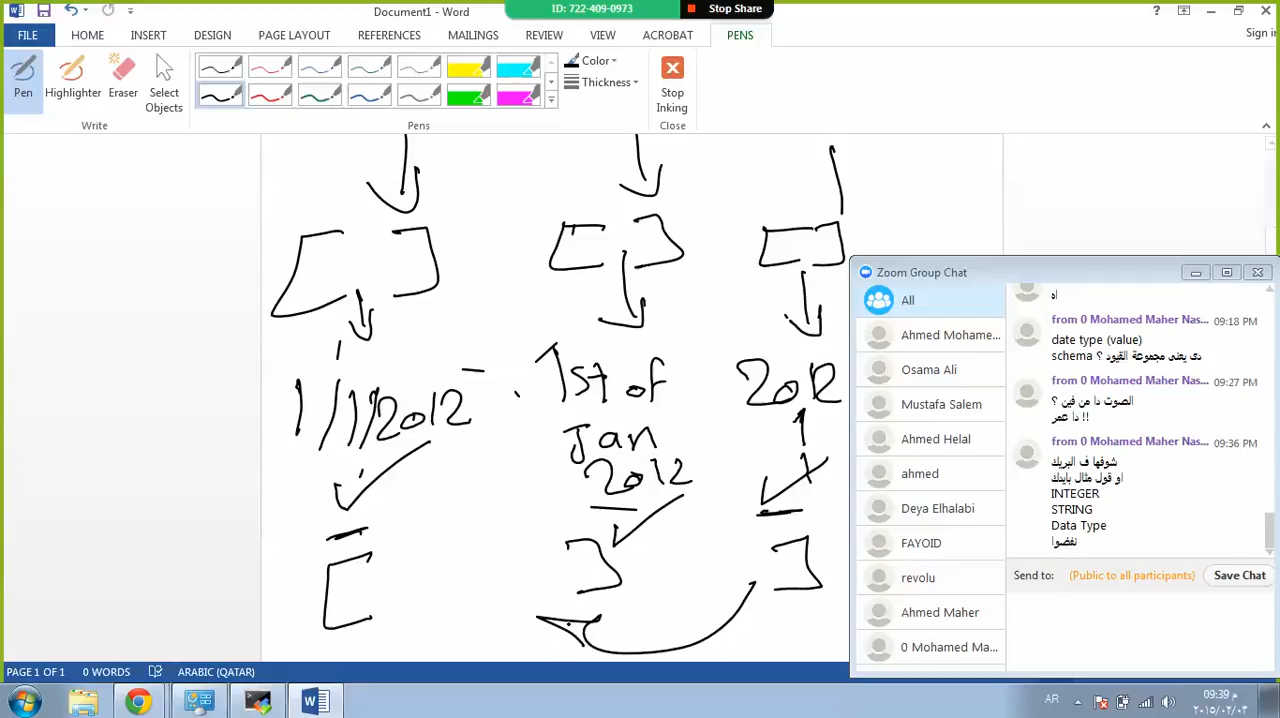 Document1 - Word
ID: 722-409-0973
Stop Share
?
FILE
HOME
INSERT
DESIGN
PAGE LAYOUT
REFERENCES
MAILINGS
REVIEW
VIEW
ACROBAT
PENS
Sign in
Pen
Highlighter
Eraser
Select Objects
Color
Thickness
Stop Inking
Write
Pens
Close
1/1/2012
1st of
Jan
2012
2012
Zoom Group Chat
All
Ahmed Mohame...
Osama Ali
Mustafa Salem
Ahmed Helal
ahmed
Deya Elhalabi
FAYOID
revolu
Ahmed Maher
0 Mohamed Ma...
اه
from 0 Mohamed Maher Nas... 09:18 PM
date type (value)
دى يعنى مجموعة القيود ؟ schema
from 0 Mohamed Maher Nas... 09:27 PM
الصوت دا من فين ؟
دا عمر !!
from 0 Mohamed Maher Nas... 09:36 PM
شوفها ف البريك
او قول مثال بايدك
INTEGER
STRING
Data Type
نفضوا
Send to: (Public to all participants) Save Chat
PAGE 1 OF 1
0 WORDS
ARABIC (QATAR)
AR
09:39 م
٢٠١٥/٠٢/٠٣